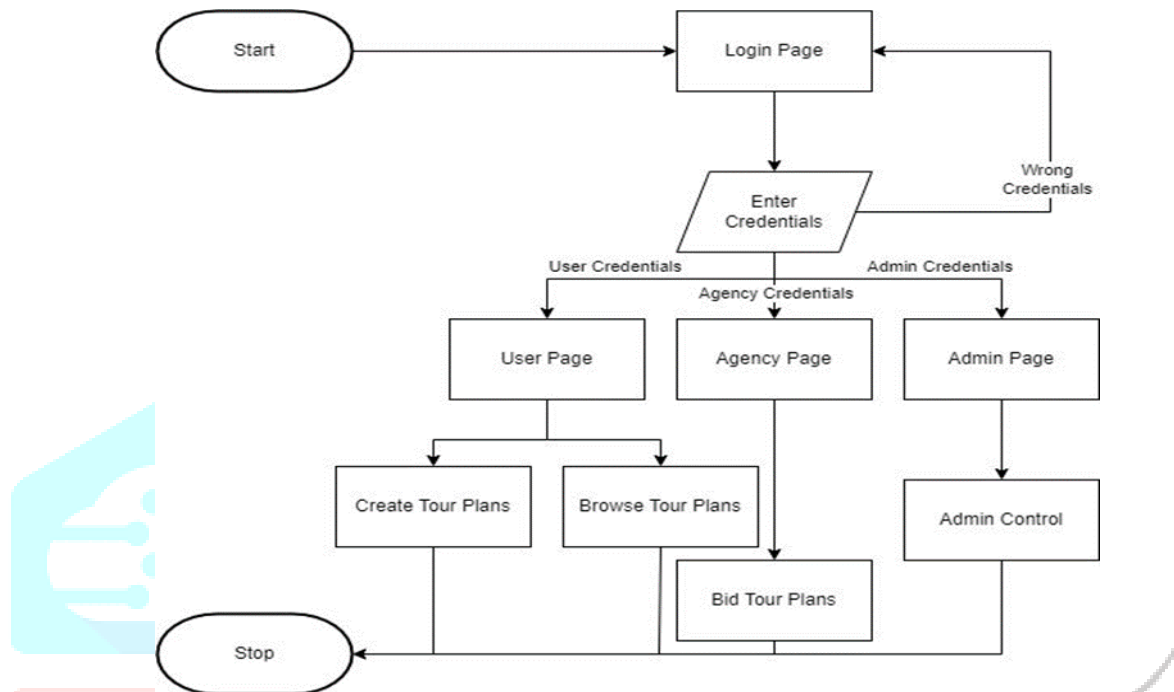 Start
Login Page
Wrong
Credentials
Enter
Credentials
User Credentials
Admin Credentials
Agency Credentials
User Page
Agency Page
Admin Page
Create Tour Plans
Browse Tour Plans
Admin Control
Bid Tour Plans
Stop